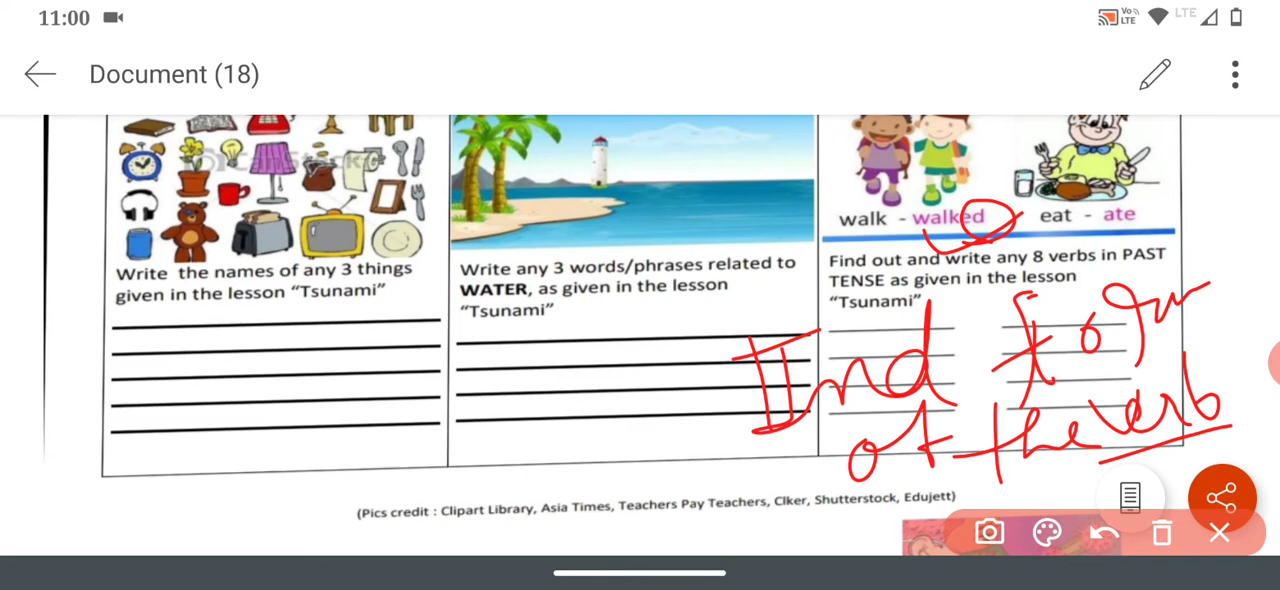 11:00
Vo LTE LTE
Document (18)
walk - walked eat - ate
Write the names of any 3 things
given in the lesson “Tsunami”
Write any 3 words/phrases related to
WATER, as given in the lesson
“Tsunami”
Find out and write any 8 verbs in PAST
TENSE as given in the lesson
“Tsunami”
IInd form
of the verb
(Pics credit : Clipart Library, Asia Times, Teachers Pay Teachers, Clker, Shutterstock, Edujett)